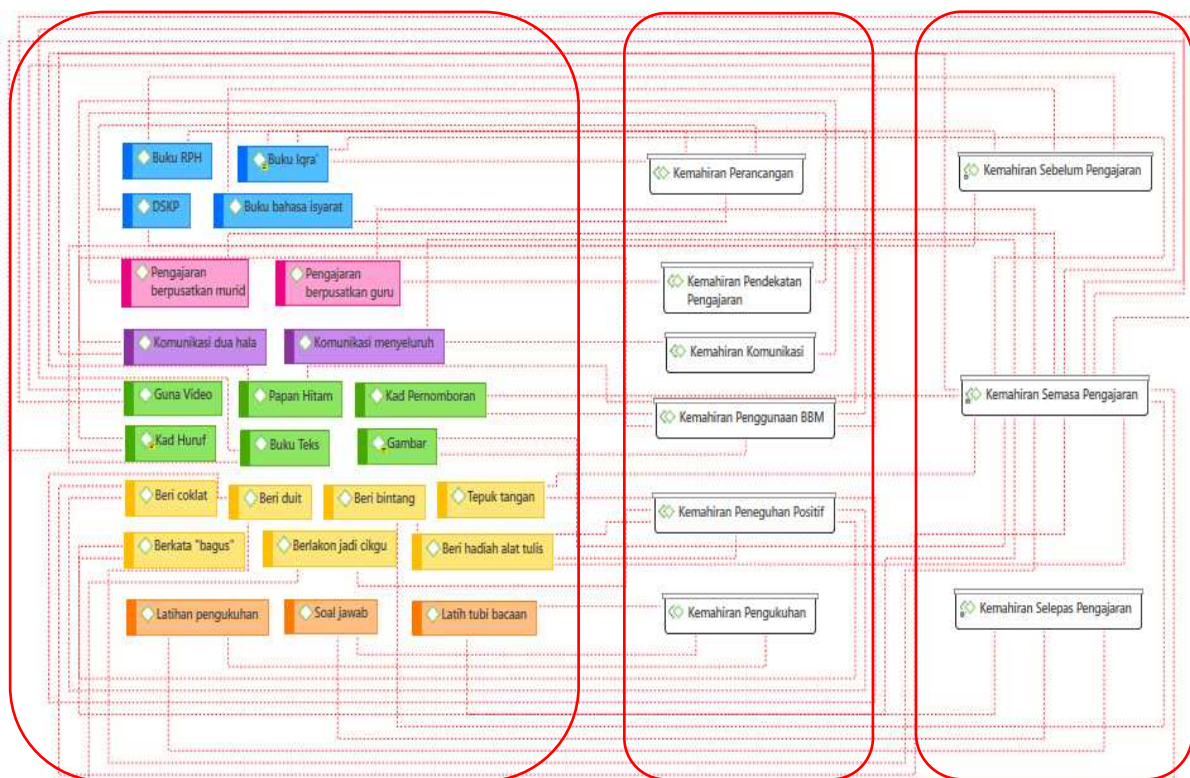 Buku RPH
Buku Iqra'
DSKP
Buku bahasa isyarat
Pengajaran
berpusatkan murid
Pengajaran
berpusatkan guru
Komunikasi dua hala
Komunikasi menyeluruh
Guna Video
Papan Hitam
Kad Pernomboran
Kad Huruf
Buku Teks
Gambar
Beri coklat
Beri duit
Beri bintang
Tepuk tangan
Berkata "bagus"
Berlakon jadi cikgu
Beri hadiah alat tulis
Latihan pengukuhan
Soal jawab
Latih tubi bacaan
Kemahiran Perancangan
Kemahiran Pendekatan
Pengajaran
Kemahiran Komunikasi
Kemahiran Penggunaan BBM
Kemahiran Peneguhan Positif
Kemahiran Pengukuhan
Kemahiran Sebelum Pengajaran
Kemahiran Semasa Pengajaran
Kemahiran Selepas Pengajaran